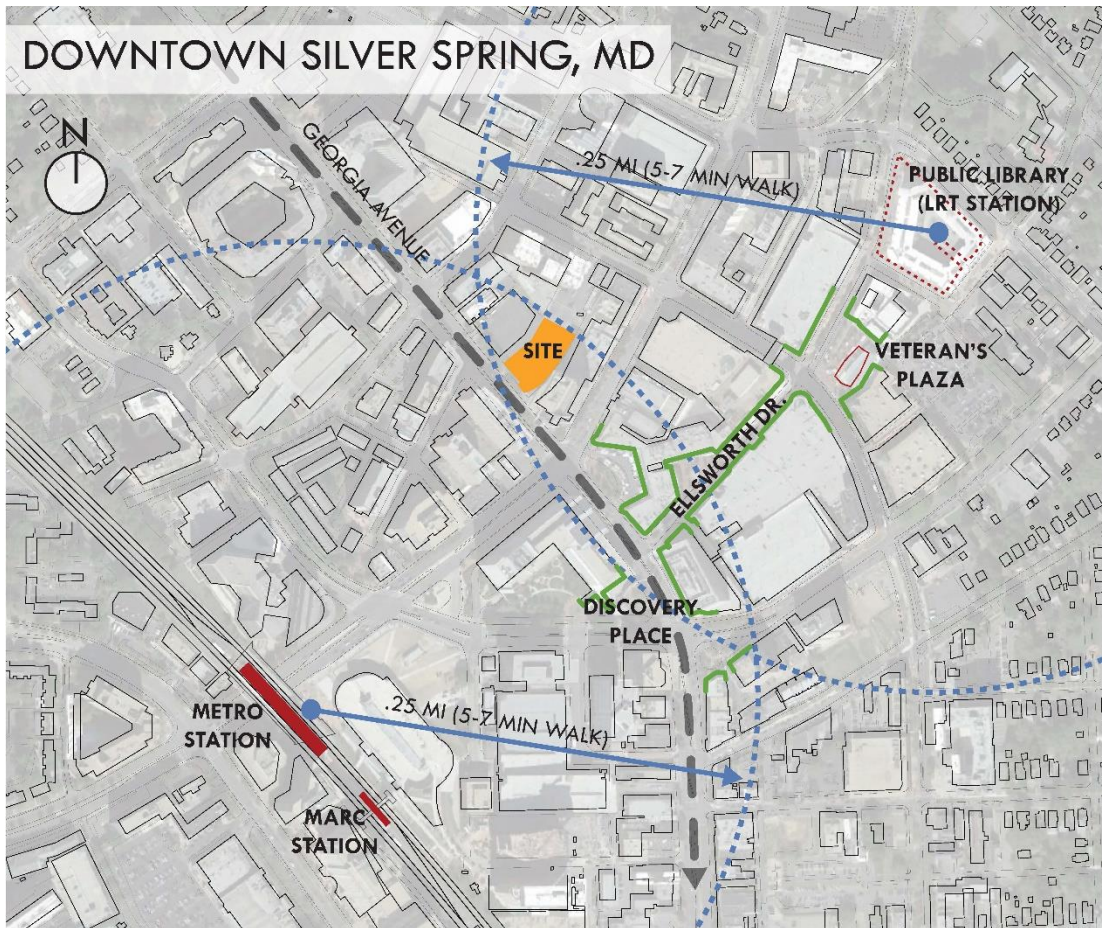 DOWNTOWN SILVER SPRING, MD
N
GEORGIA AVENUE
.25 MI (5-7 MIN WALK)
PUBLIC LIBRARY
(LRT STATION)
SITE
VETERAN'S
PLAZA
ELLSWORTH DR.
DISCOVERY
PLACE
METRO
STATION
.25 MI (5-7 MIN WALK)
MARC
STATION